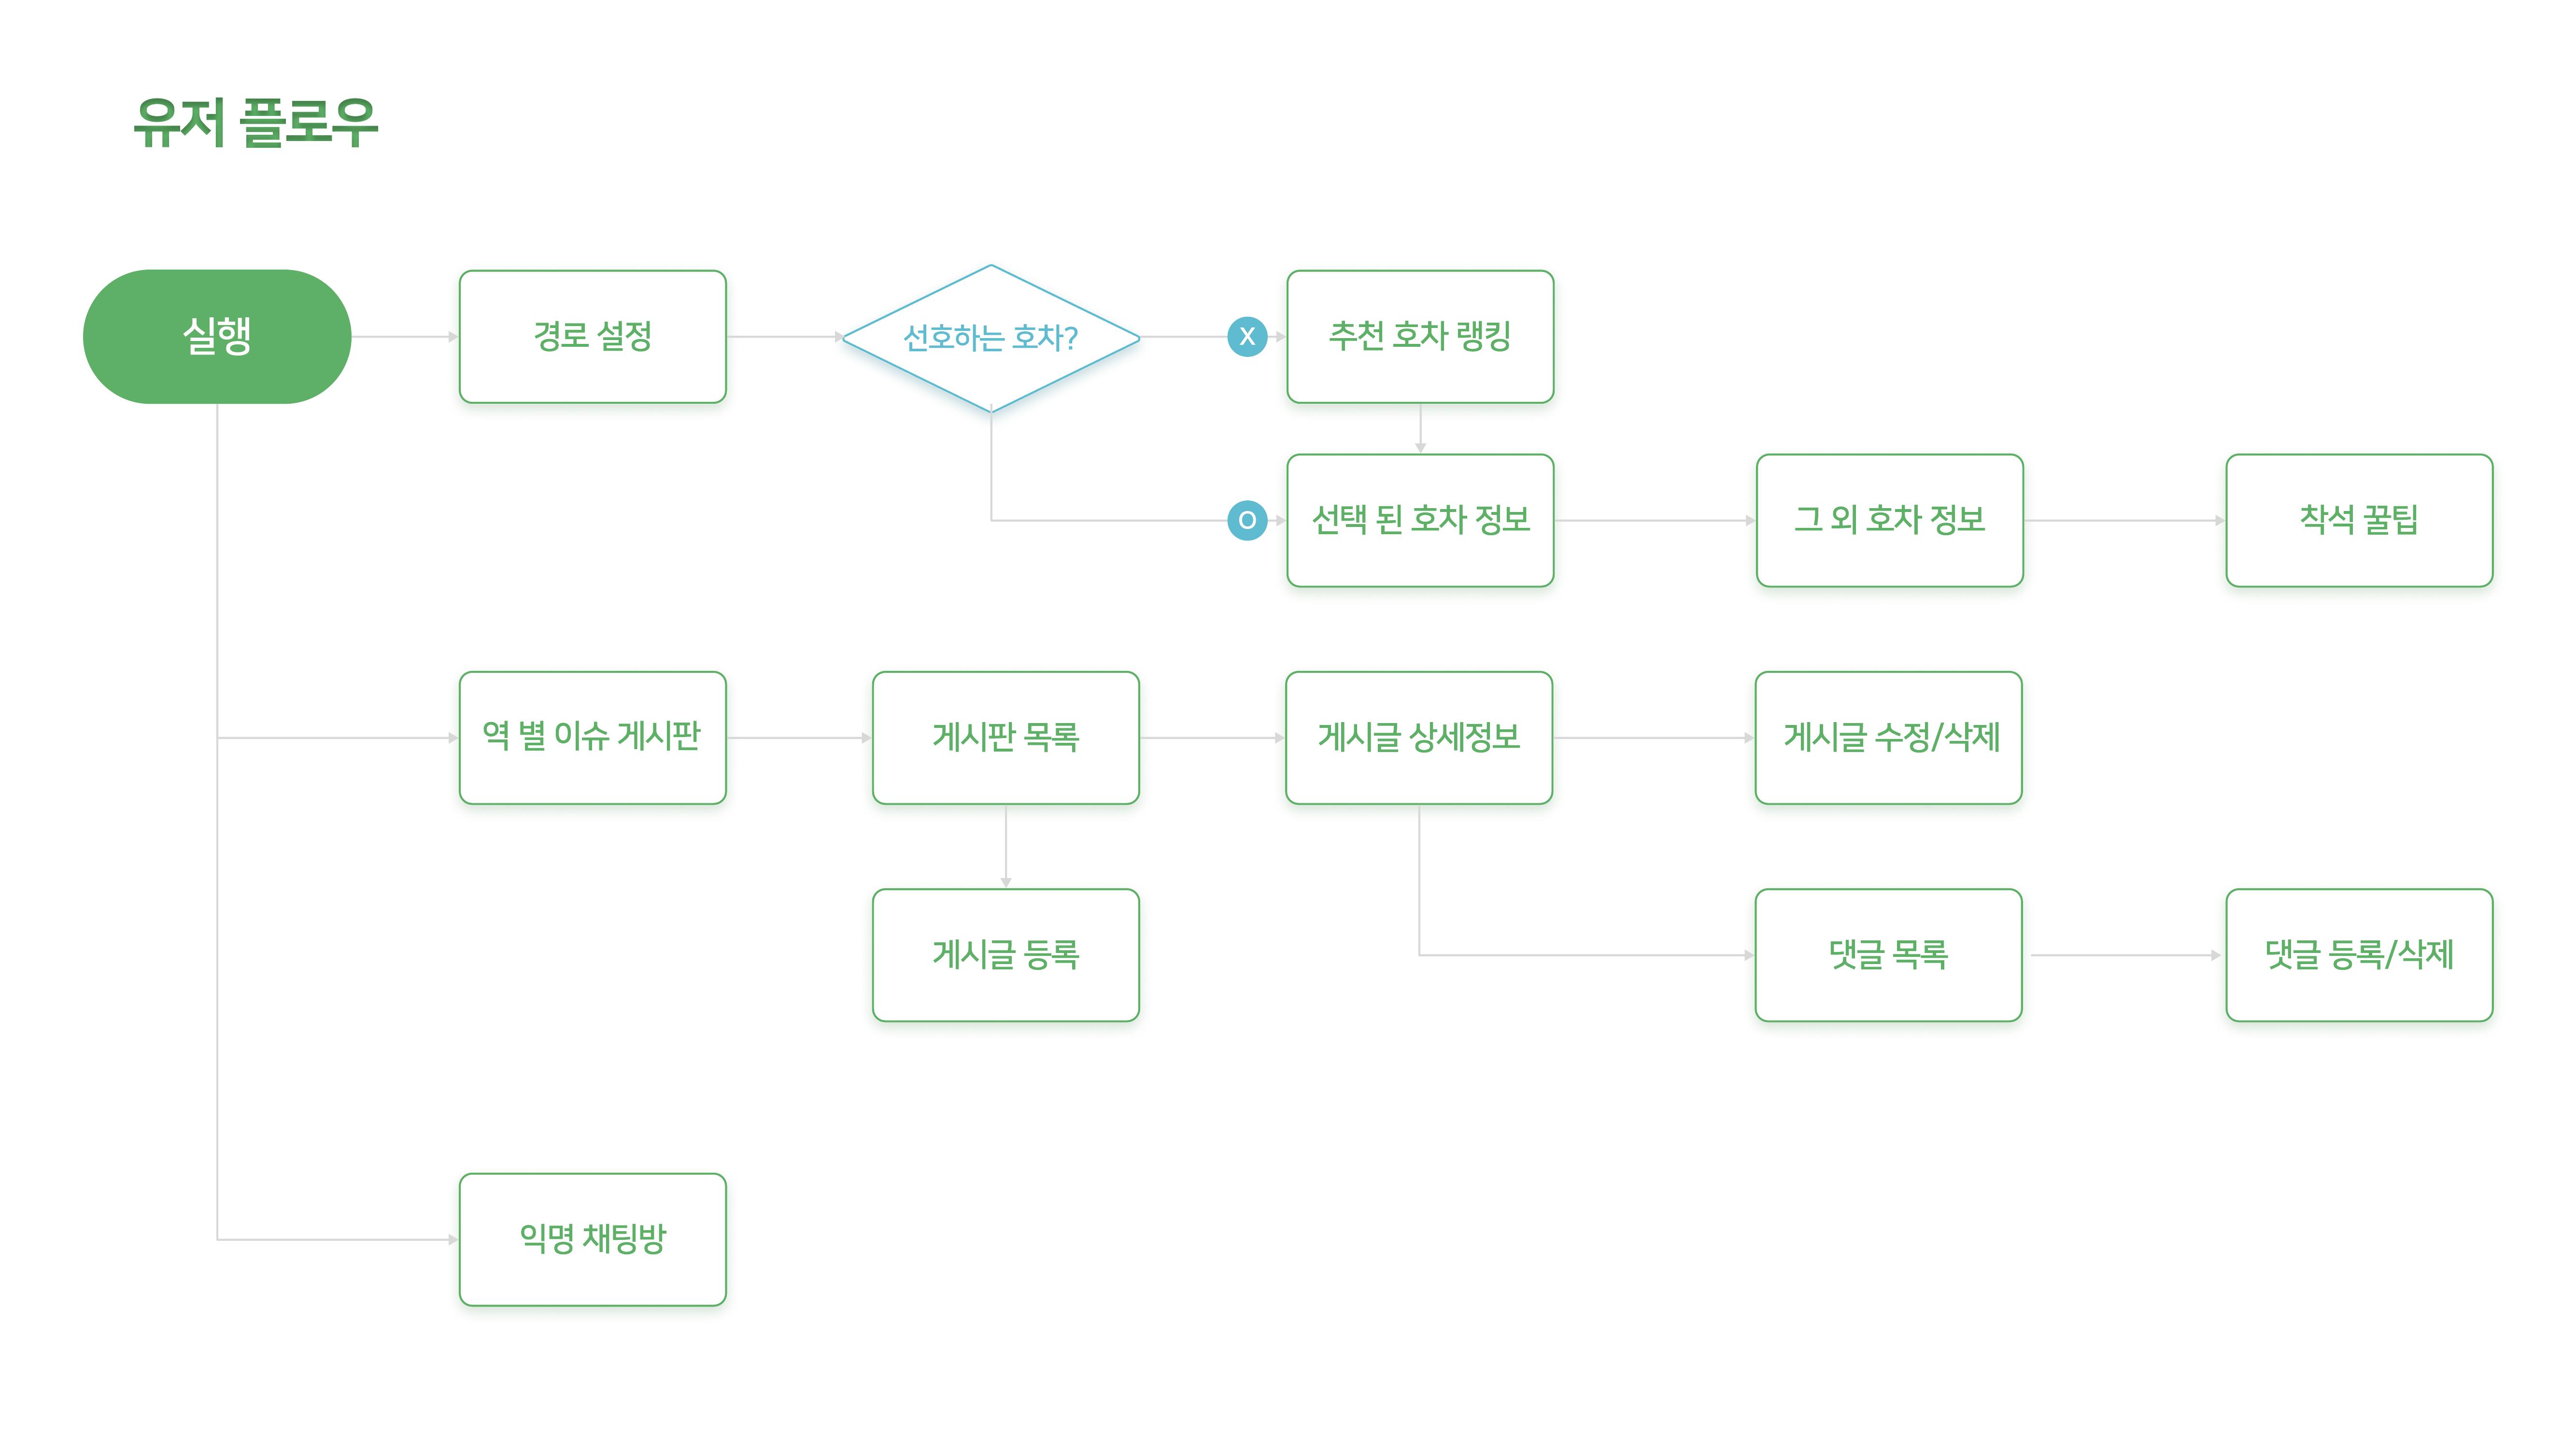 유저 플로우
실행
경로 설정
선호하는 호차?
X
추천 호차 랭킹
O
선택 된 호차 정보
그 외 호차 정보
착석 꿀팁
역 별 이슈 게시판
게시판 목록
게시글 상세정보
게시글 수정/삭제
게시글 등록
댓글 목록
댓글 등록/삭제
익명 채팅방